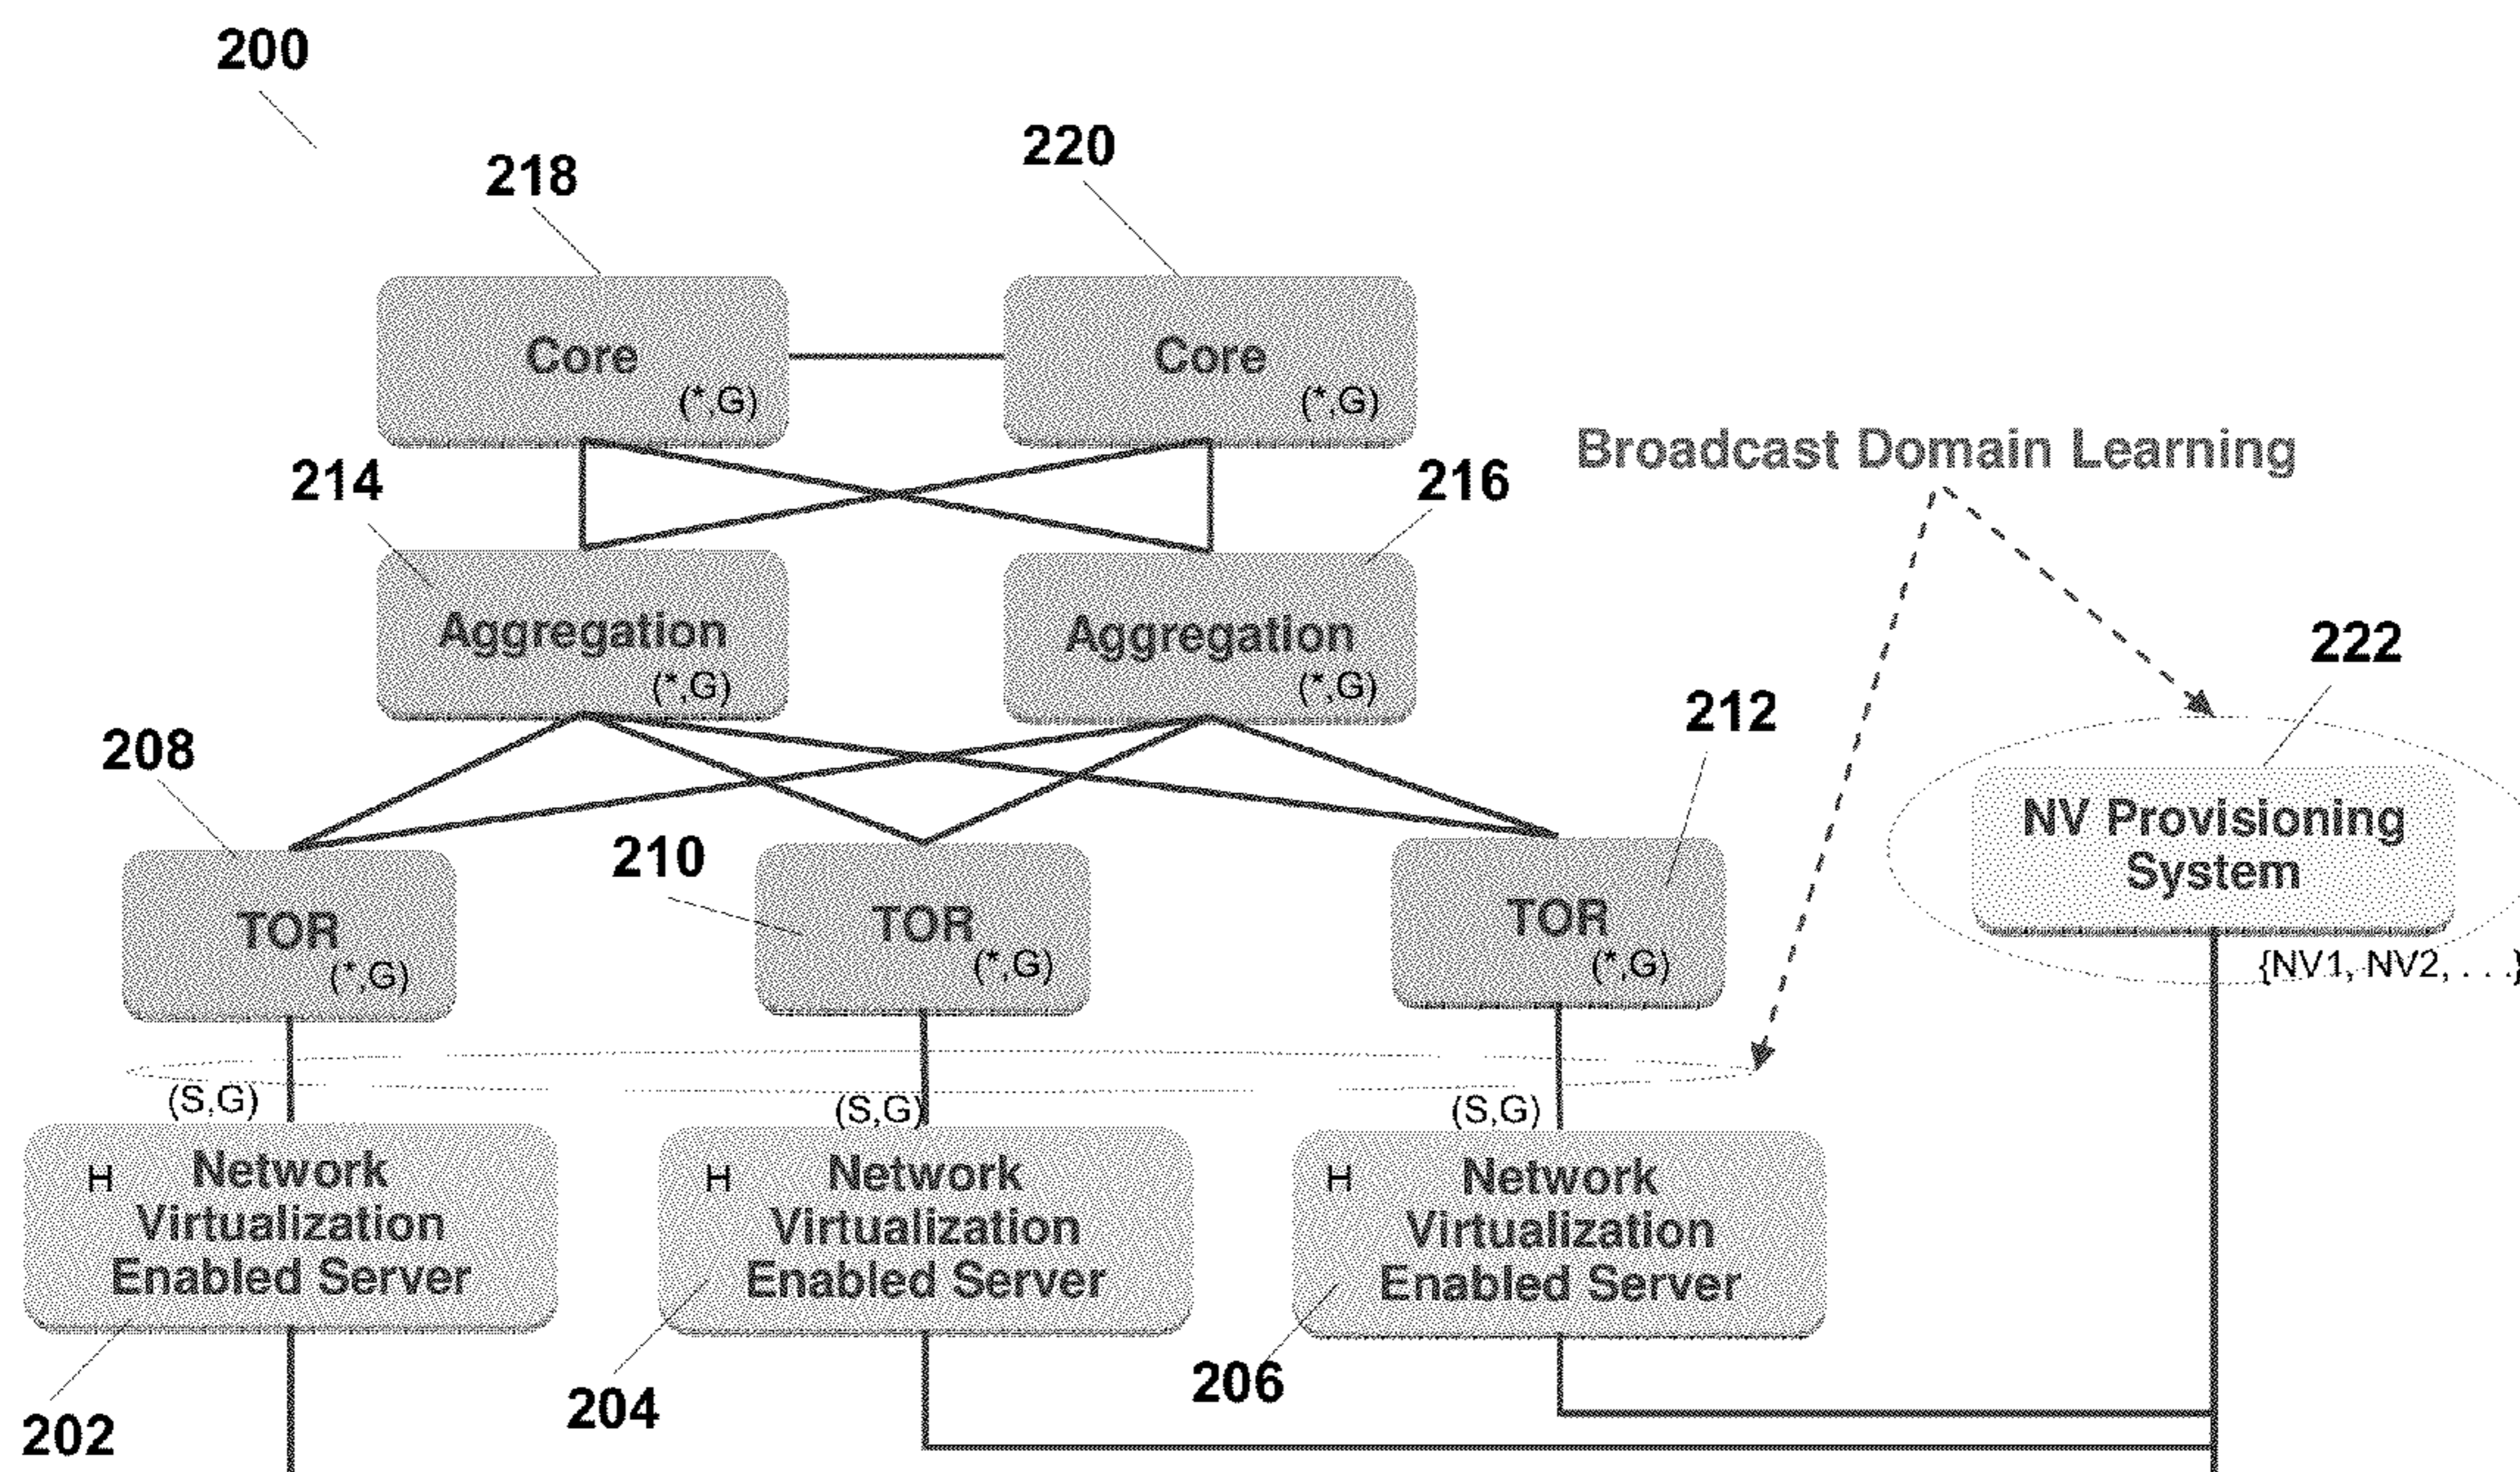 200
218
220
Core
(*,G)
Core
(*,G)
214
216
Broadcast Domain Learning
Aggregation
(*,G)
Aggregation
(*,G)
222
212
208
NV Provisioning
System
{NV1, NV2, . . .}
210
TOR
(*,G)
TOR
(*,G)
TOR
(*,G)
(S,G)
(S,G)
(S,G)
H
Network
Virtualization
Enabled Server
H
Network
Virtualization
Enabled Server
H
Network
Virtualization
Enabled Server
202
204
206